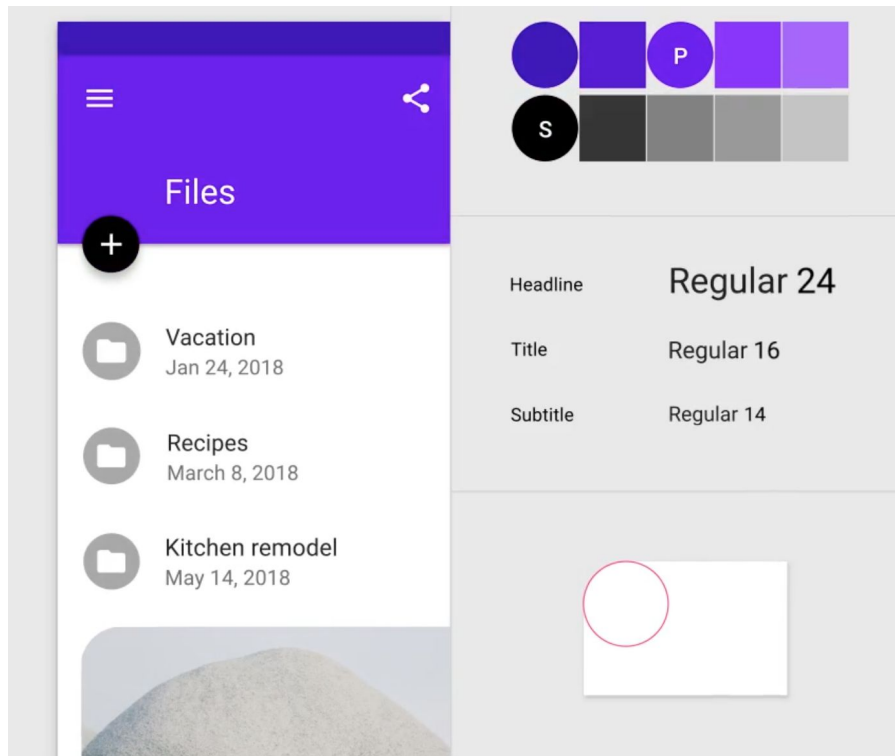 Files
+
Vacation
Jan 24, 2018
Recipes
March 8, 2018
Kitchen remodel
May 14, 2018
P
S
Headline Regular 24
Title Regular 16
Subtitle Regular 14